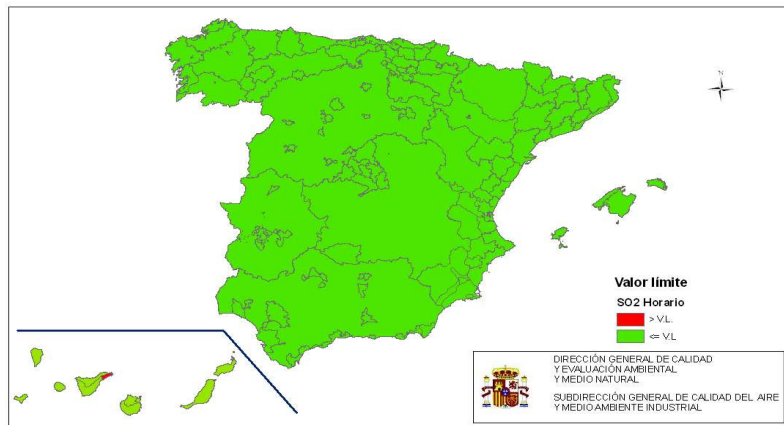 N
Valor límite
SO2 Horario
> V.L.
<= V.L
DIRECCIÓN GENERAL DE CALIDAD
Y EVALUACIÓN AMBIENTAL
Y MEDIO NATURAL
SUBDIRECCIÓN GENERAL DE CALIDAD DEL AIRE
Y MEDIO AMBIENTE INDUSTRIAL